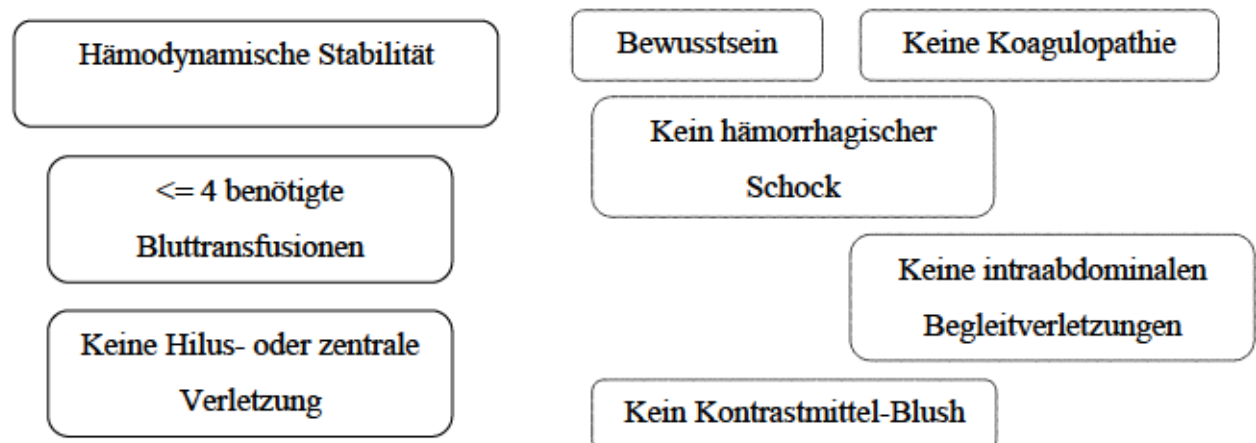 Hämodynamische Stabilität
<= 4 benötigte
Bluttransfusionen
Keine Hilus- oder zentrale
Verletzung
Bewusstsein
Keine Koagulopathie
Kein hämorrhagischer
Schock
Keine intraabdominalen
Begleitverletzungen
Kein Kontrastmittel-Blush